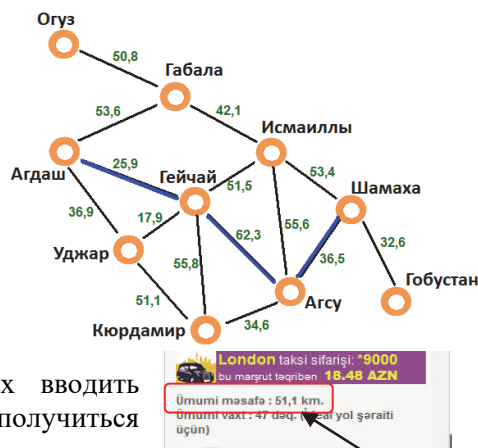 Огуз
50,8
Габала
53,6
42,1
Исмаиллы
Агдаш
25,9
Гейчай
51,5
53,4
Шамаха
36,9
17,9
62,3
55,6
36,5
32,6
Уджар
55,8
Гобустан
51,1
Агсу
34,6
Кюрдамир
London taksi sifarişi: *9000
bu marşrut təqribən 18.48 AZN
х вводить
Ümumi məsafə : 51,1 km.
получиться
Ümumi vaxt : 47 dəq. (İdeal yol şəraiti
üçün)